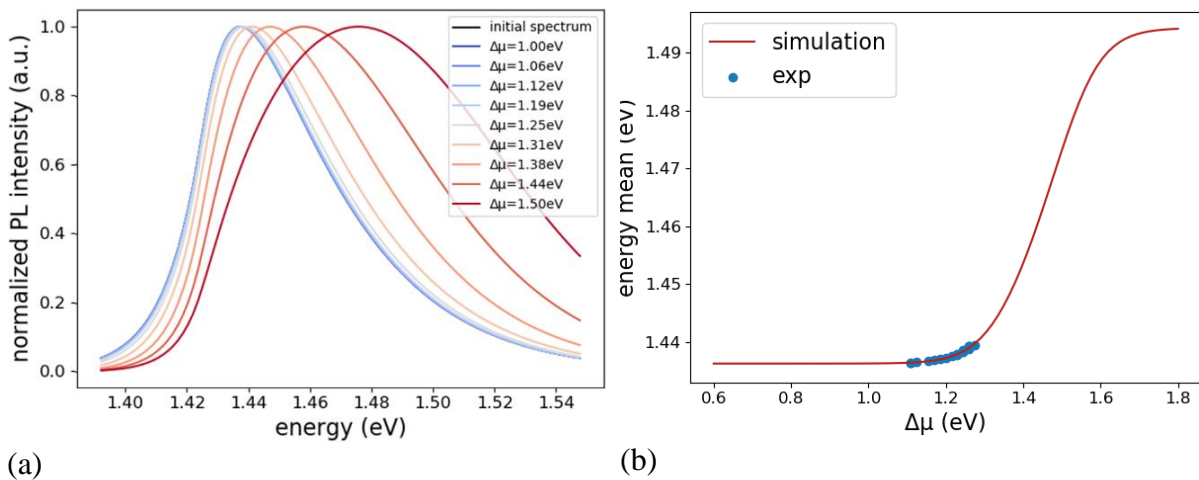 normalized PL intensity (a.u.)
1.0
0.8
0.6
0.4
0.2
0.0
initial spectrum
Δμ=1.00eV
Δμ=1.06eV
Δμ=1.12eV
Δμ=1.19eV
Δμ=1.25eV
Δμ=1.31eV
Δμ=1.38eV
Δμ=1.44eV
Δμ=1.50eV
1.40 1.42 1.44 1.46 1.48 1.50 1.52 1.54
energy (eV)
(a)
energy mean (eV)
1.49
1.48
1.47
1.46
1.45
1.44
simulation
exp
0.6 0.8 1.0 1.2 1.4 1.6 1.8
Δμ (eV)
(b)